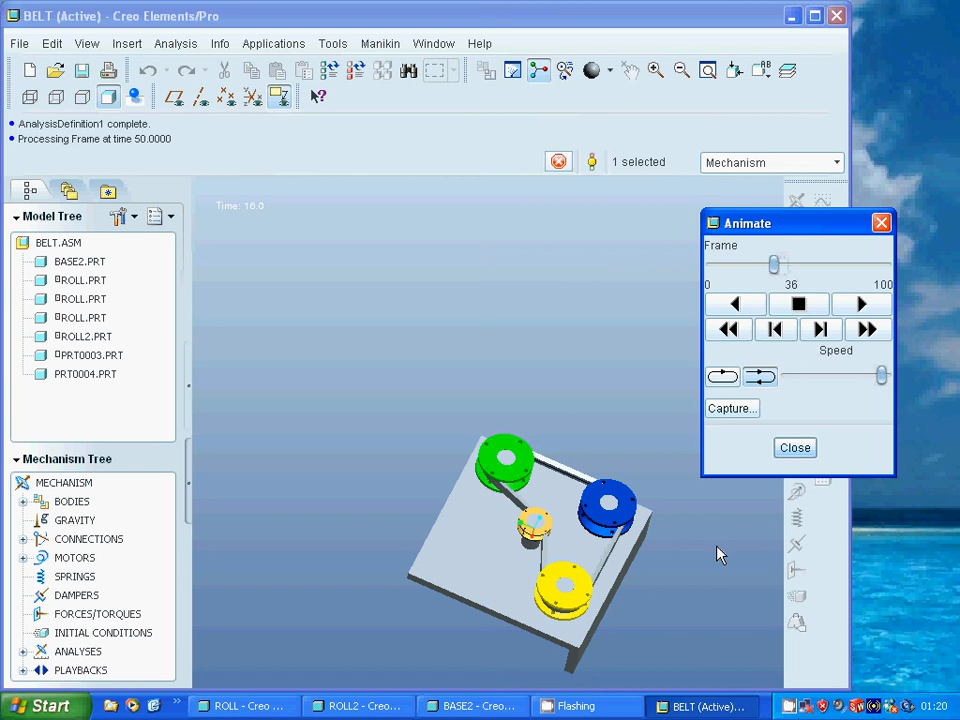 BELT (Active) - Creo Elements/Pro
File Edit View Insert Analysis Info Applications Tools Manikin Window Help
AnalysisDefinition1 complete.
Processing Frame at time 50.0000
1 selected
Mechanism
Time: 16.0
Model Tree
BELT.ASM
BASE2.PRT
ROLL.PRT
ROLL.PRT
ROLL.PRT
ROLL2.PRT
PRT0003.PRT
PRT0004.PRT
Mechanism Tree
MECHANISM
BODIES
GRAVITY
CONNECTIONS
MOTORS
SPRINGS
DAMPERS
FORCES/TORQUES
INITIAL CONDITIONS
ANALYSES
PLAYBACKS
Animate
Frame
0 36 100
Speed
Capture...
Close
Start
ROLL - Creo ...
ROLL2 - Creo...
BASE2 - Creo...
Flashing
BELT (Active)...
01:20